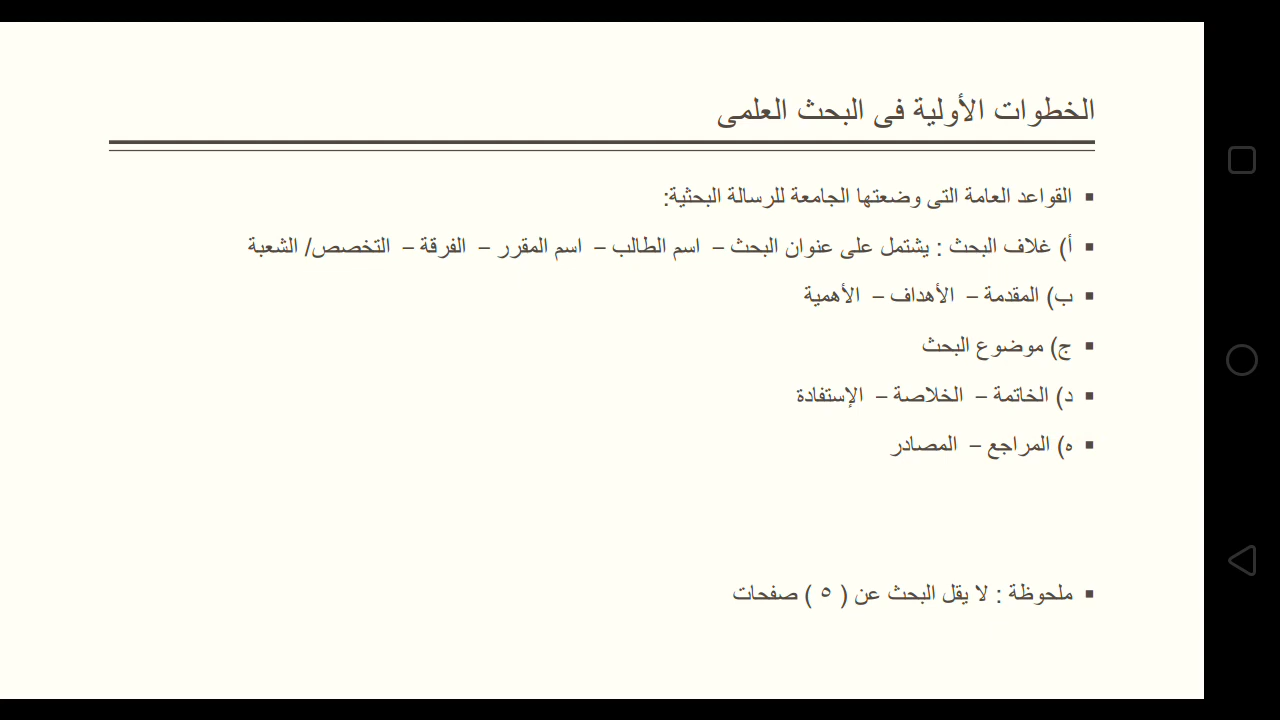 الخطوات الأولية فى البحث العلمى
▪ القواعد العامة التى وضعتها الجامعة للرسالة البحثية:
▪ أ) غلاف البحث : يشتمل على عنوان البحث – اسم الطالب – اسم المقرر – الفرقة – التخصص/ الشعبة
▪ ب) المقدمة – الأهداف – الأهمية
▪ ج) موضوع البحث
▪ د) الخاتمة – الخلاصة – الإستفادة
▪ ه) المراجع – المصادر
▪ ملحوظة : لا يقل البحث عن ( ٥ ) صفحات